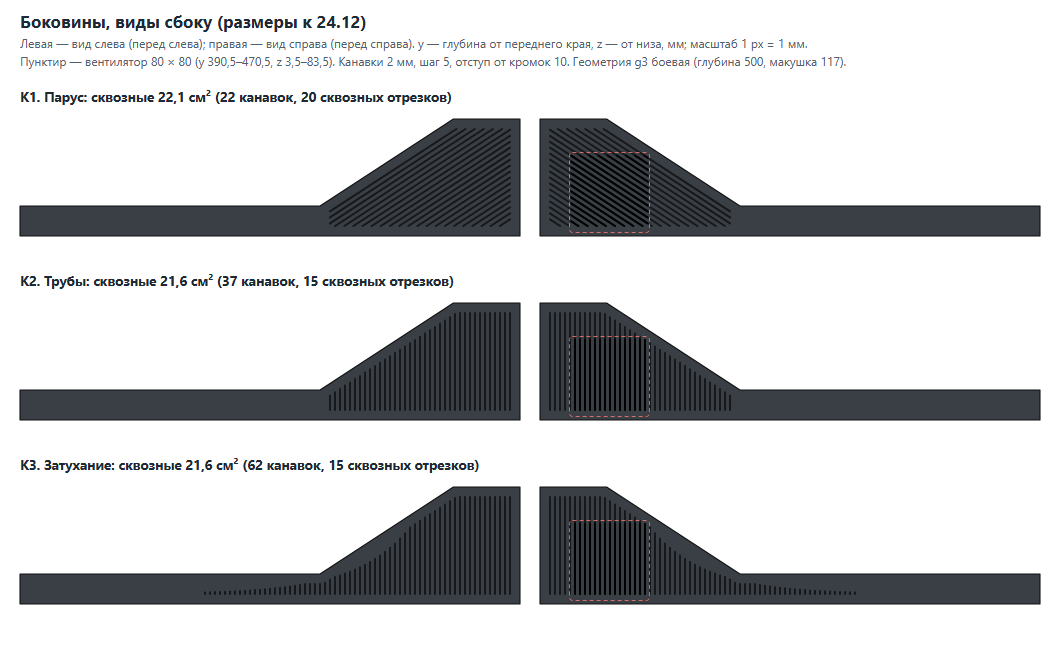 Боковины, виды сбоку (размеры к 24.12)
Левая — вид слева (перед слева); правая — вид справа (перед справа). y — глубина от переднего края, z — от низа, мм; масштаб 1 px = 1 мм.
Пунктир — вентилятор 80 × 80 (y 390,5–470,5, z 3,5–83,5). Канавки 2 мм, шаг 5, отступ от кромок 10. Геометрия g3 боевая (глубина 500, макушка 117).
K1. Парус: сквозные 22,1 см² (22 канавок, 20 сквозных отрезков)
K2. Трубы: сквозные 21,6 см² (37 канавок, 15 сквозных отрезков)
K3. Затухание: сквозные 21,6 см² (62 канавок, 15 сквозных отрезков)